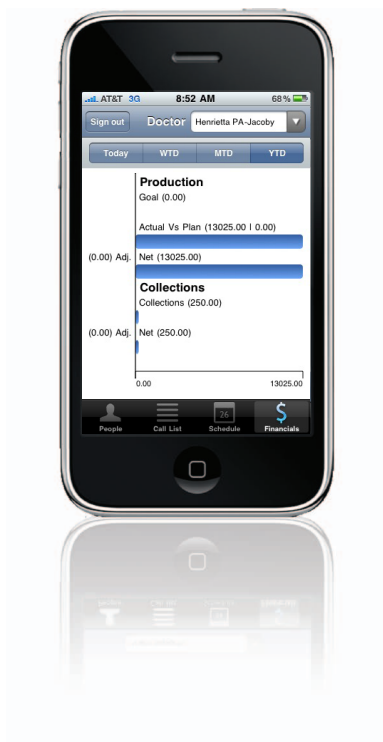 AT&T 3G 8:52 AM 68%
Sign out Doctor Henrietta PA-Jacoby
Today WTD MTD YTD
Production
Goal (0.00)
Actual Vs Plan (13025.00 | 0.00)
(0.00) Adj. Net (13025.00)
Collections
Collections (250.00)
(0.00) Adj. Net (250.00)
0.00 13025.00
26
People Call List Schedule Financials